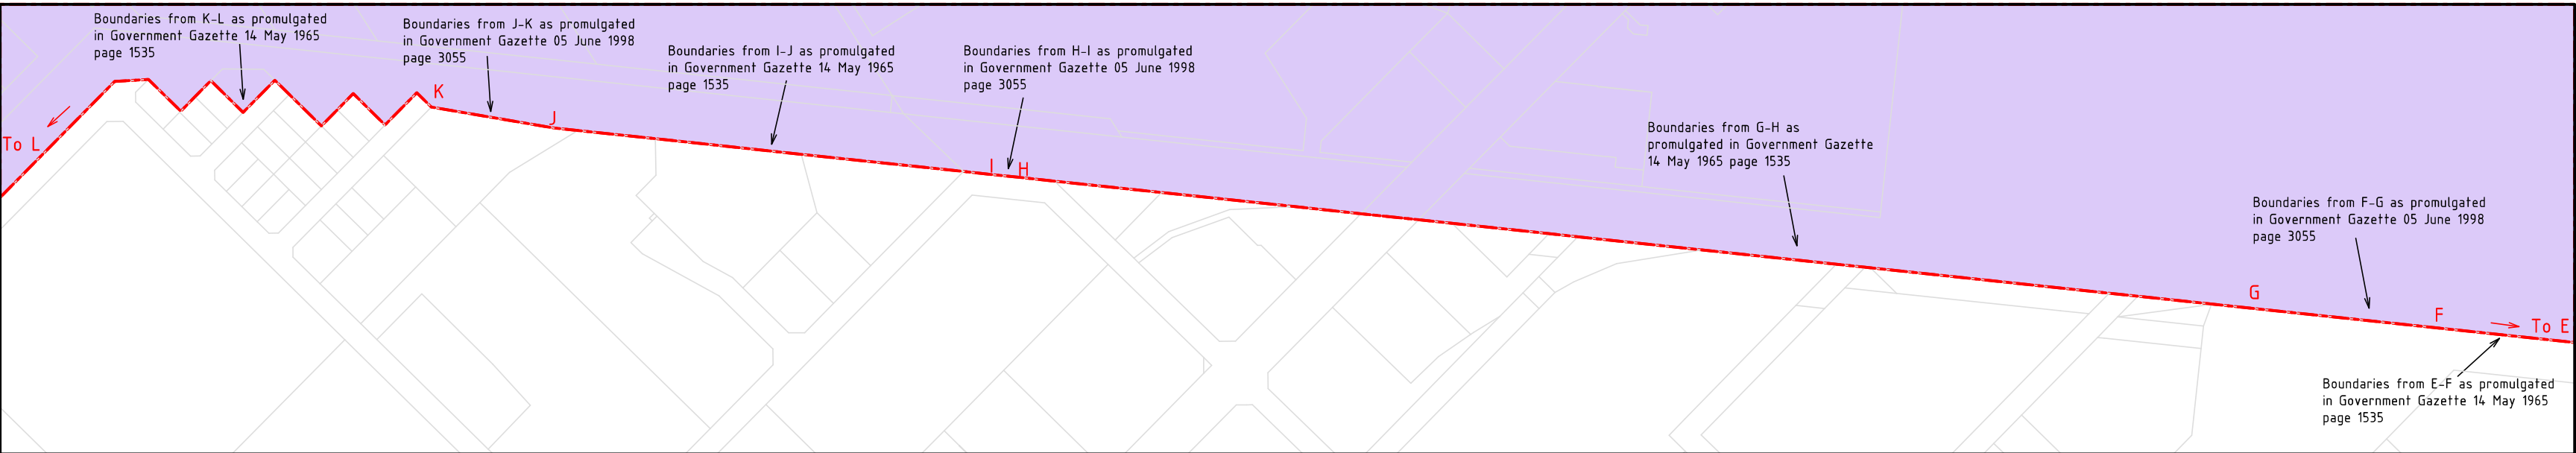 Boundaries from K-L as promulgated
in Government Gazette 14 May 1965
page 1535
Boundaries from J-K as promulgated
in Government Gazette 05 June 1998
page 3055
Boundaries from I-J as promulgated
in Government Gazette 14 May 1965
page 1535
Boundaries from H-I as promulgated
in Government Gazette 05 June 1998
page 3055
Boundaries from G-H as
promulgated in Government Gazette
14 May 1965 page 1535
Boundaries from F-G as promulgated
in Government Gazette 05 June 1998
page 3055
Boundaries from E-F as promulgated
in Government Gazette 14 May 1965
page 1535
To L
K
J
I
H
G
F
To E